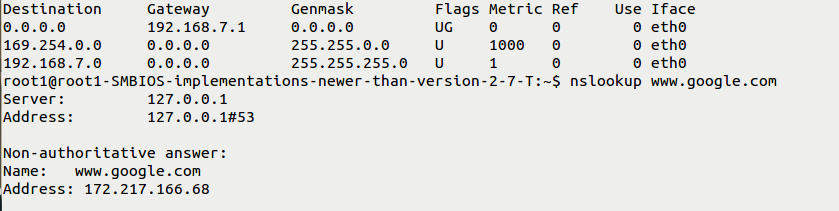 Destination     Gateway         Genmask         Flags Metric Ref    Use Iface
0.0.0.0         192.168.7.1     0.0.0.0         UG    0      0        0 eth0
169.254.0.0     0.0.0.0         255.255.0.0     U     1000   0        0 eth0
192.168.7.0     0.0.0.0         255.255.255.0   U     1      0        0 eth0
root1@root1-SMBIOS-implementations-newer-than-version-2-7-T:~$ nslookup www.google.com
Server:         127.0.0.1
Address:        127.0.0.1#53

Non-authoritative answer:
Name:   www.google.com
Address: 172.217.166.68